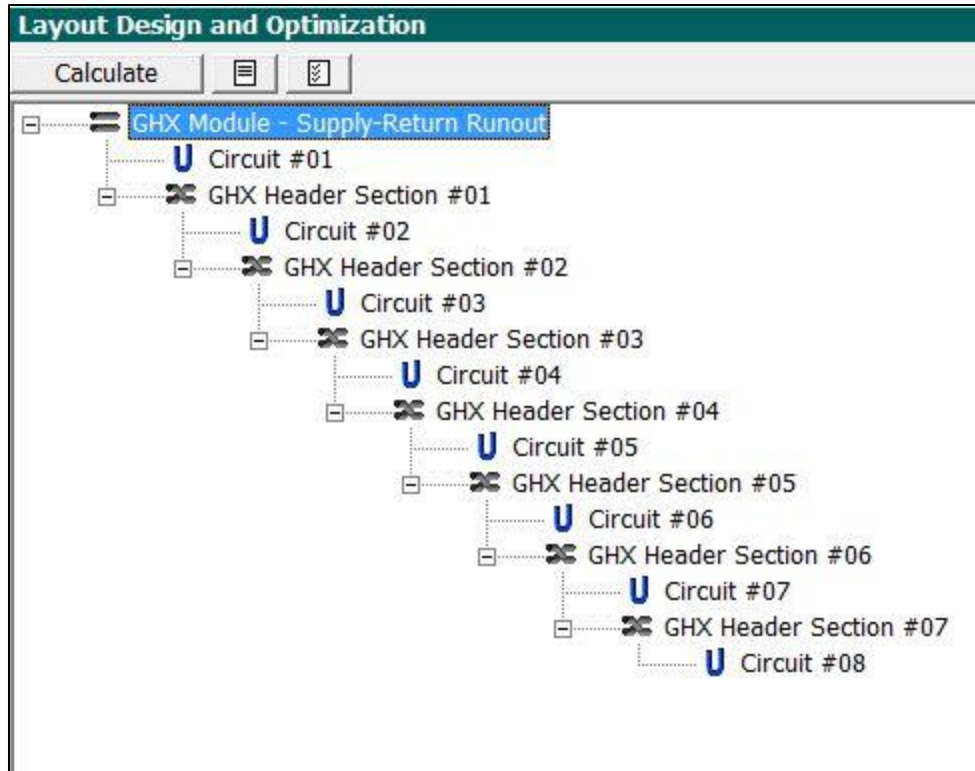 Layout Design and Optimization
Calculate
GHX Module - Supply-Return Runout
Circuit #01
GHX Header Section #01
Circuit #02
GHX Header Section #02
Circuit #03
GHX Header Section #03
Circuit #04
GHX Header Section #04
Circuit #05
GHX Header Section #05
Circuit #06
GHX Header Section #06
Circuit #07
GHX Header Section #07
Circuit #08